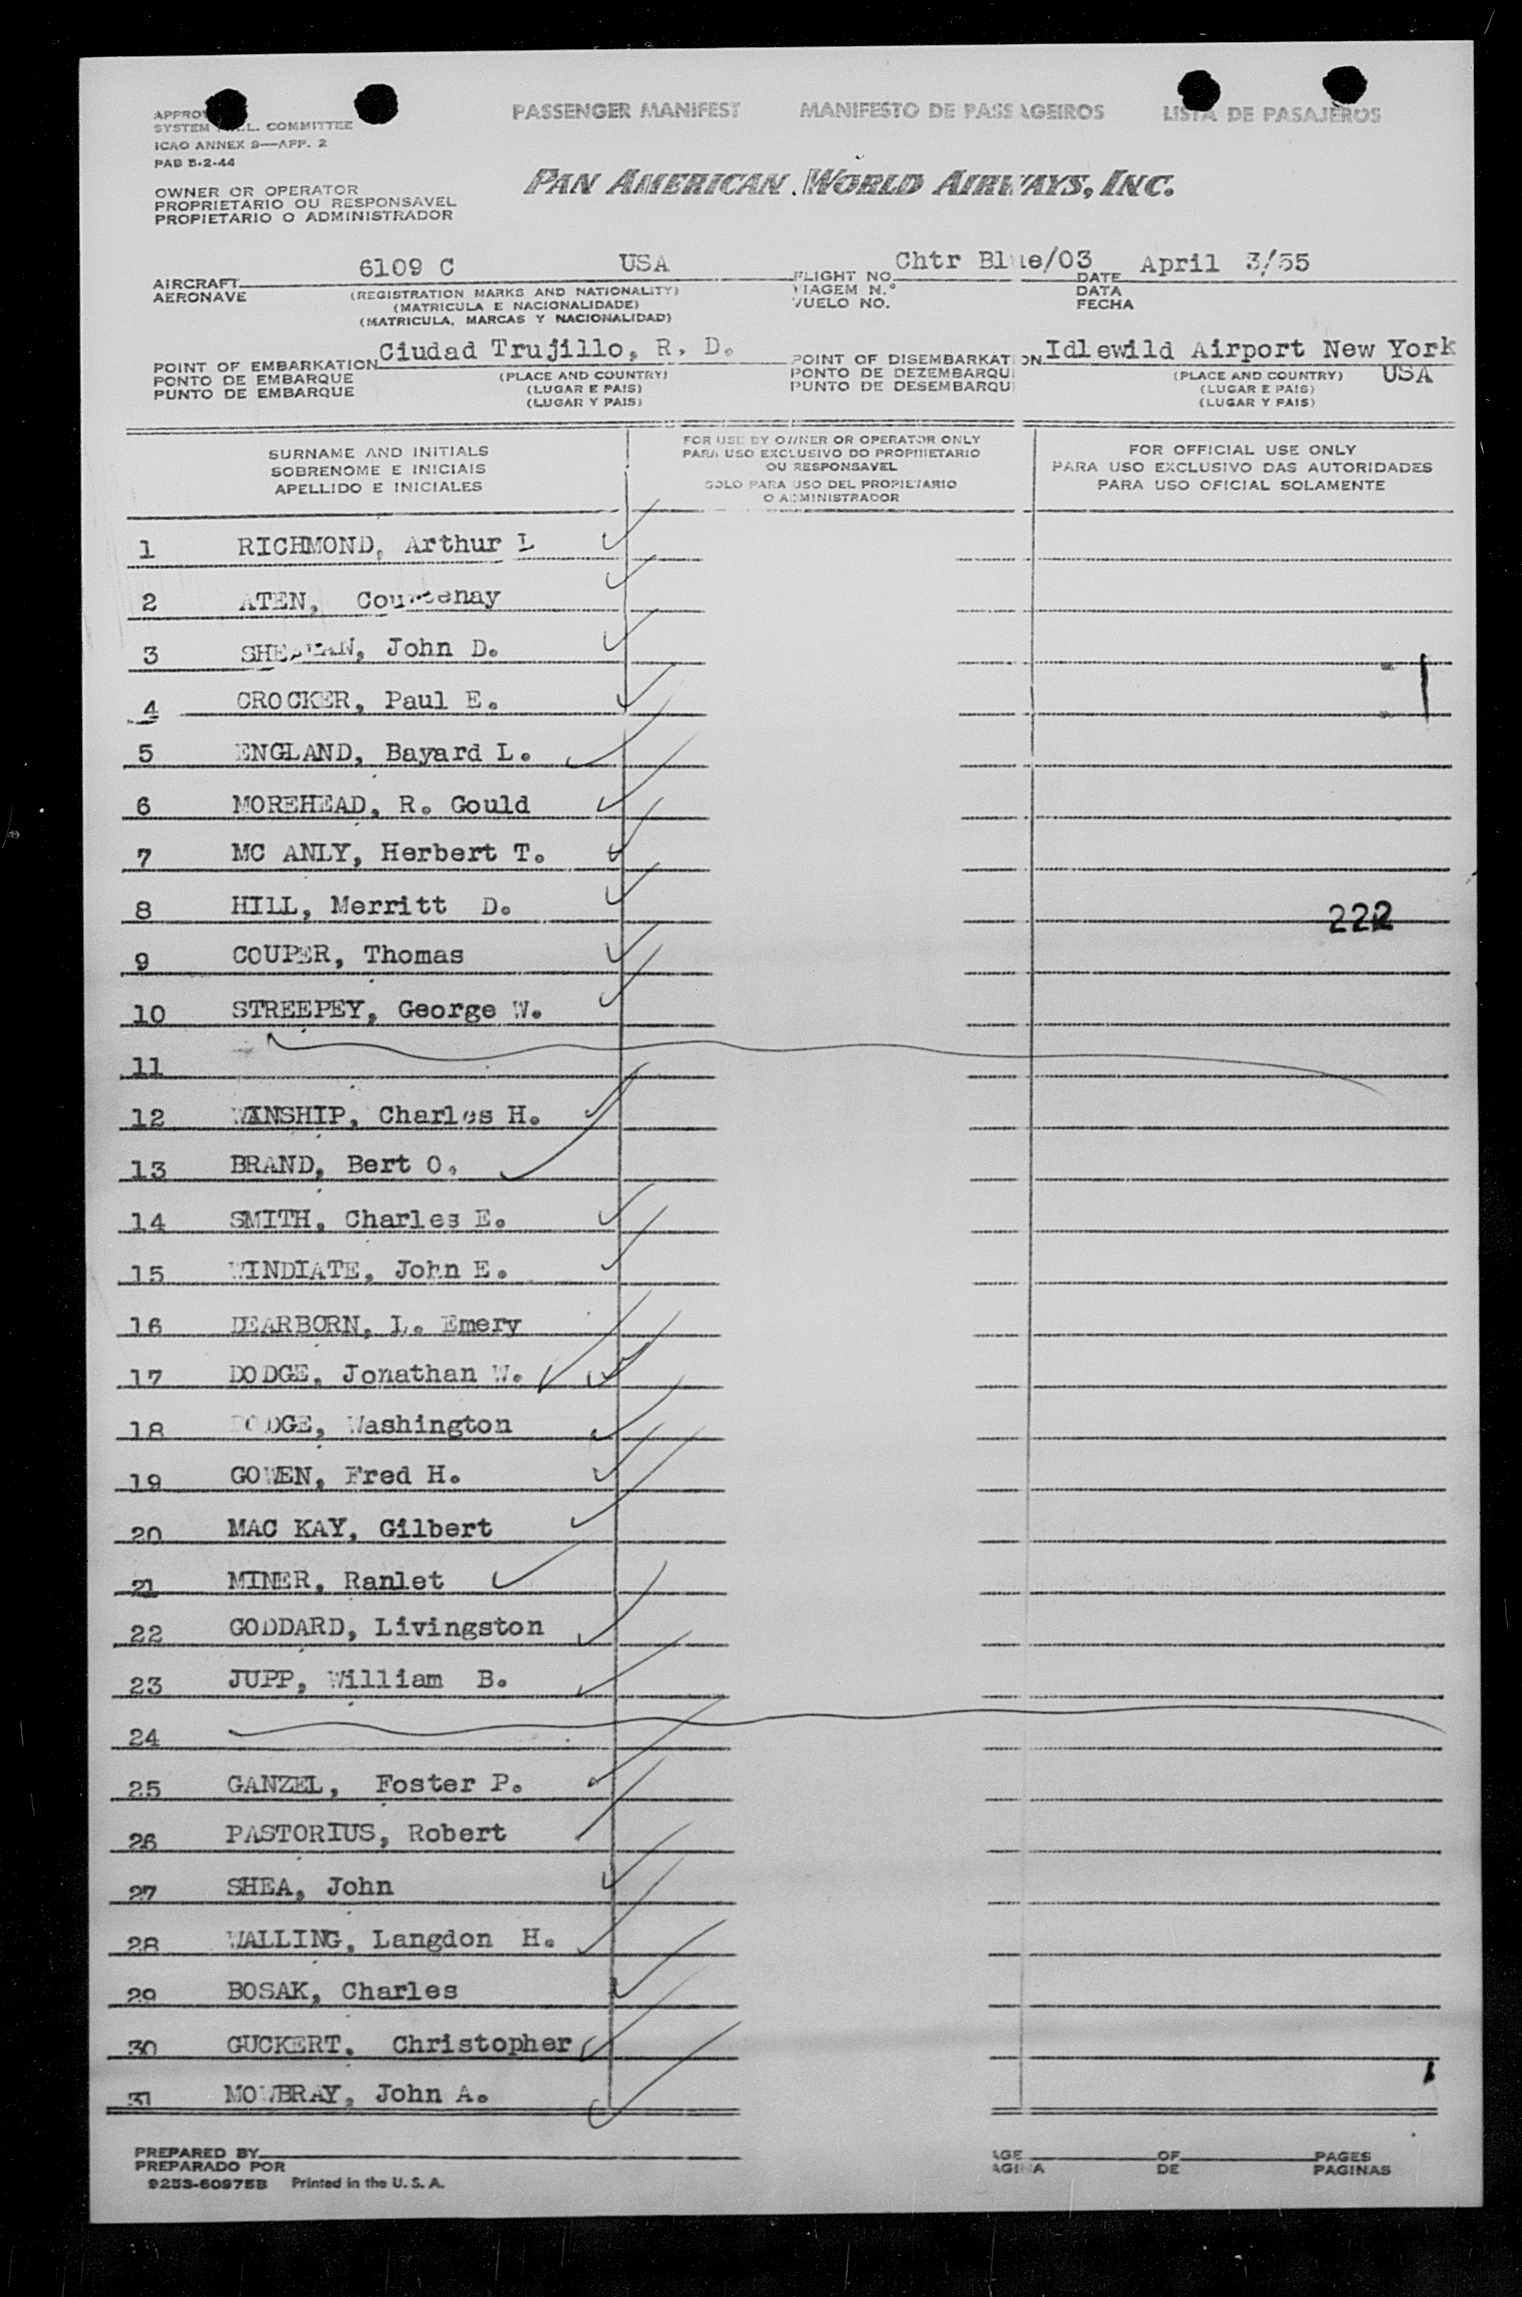 PASSENGER MANIFEST MANIFESTO DE PASSAGEIROS LISTA DE PASAJEROS
SYSTEM COMMITTEE
ICAO ANNEX 9—APP. 2
PAB 5-2-44
PAN AMERICAN WORLD AIRWAYS, INC.
OWNER OR OPERATOR
PROPRIETARIO OU RESPONSAVEL
PROPIETARIO O ADMINISTRADOR
AIRCRAFT 6109 C USA FLIGHT NO. Chtr Blue/03 DATE April 3/55
AERONAVE (REGISTRATION MARKS AND NATIONALITY) VIAGEM N.° DATA
(MATRICULA E NACIONALIDADE) VUELO NO. FECHA
(MATRICULA, MARCAS Y NACIONALIDAD)
POINT OF EMBARKATION Ciudad Trujillo, R. D. POINT OF DISEMBARKATION Idlewild Airport New York
PONTO DE EMBARQUE (PLACE AND COUNTRY) PONTO DE DEZEMBARQUE (PLACE AND COUNTRY) USA
PUNTO DE EMBARQUE (LUGAR E PAIS) PUNTO DE DESEMBARQUE (LUGAR E PAIS)
(LUGAR Y PAIS) (LUGAR Y PAIS)
SURNAME AND INITIALS
SOBRENOME E INICIAIS
APELLIDO E INICIALES
FOR USE BY OWNER OR OPERATOR ONLY
PARA USO EXCLUSIVO DO PROPRIETARIO
OU RESPONSAVEL
SOLO PARA USO DEL PROPIETARIO
O ADMINISTRADOR
FOR OFFICIAL USE ONLY
PARA USO EXCLUSIVO DAS AUTORIDADES
PARA USO OFICIAL SOLAMENTE
1 RICHMOND, Arthur L
2 ATEN, Courtenay
3 John D.
4 CROCKER, Paul E.
5 ENGLAND, Bayard L.
6 MOREHEAD, R. Gould
7 MC ANLY, Herbert T.
8 HILL, Merritt D. 222
9 COUPER, Thomas
10 STREEPEY, George W.
11
12 WANSHIP, Charles H.
13 BRAND, Bert O.
14 SMITH, Charles E.
15 WINDIATE, John E.
16 DEARBORN, L. Emery
17 DODGE, Jonathan W.
18 DODGE, Washington
19 GOWEN, Fred H.
20 MAC KAY, Gilbert
21 MINER, Ranlet
22 GODDARD, Livingston
23 JUPP, William B.
24
25 GANZEL, Foster P.
26 PASTORIUS, Robert
27 SHEA, John
28 WALLING, Langdon H.
29 BOSAK, Charles
30 GUCKERT, Christopher
31 MOWBRAY, John A.
PREPARED BY PAGE OF PAGES
PREPARADO POR PAGINA DE PAGINAS
9253-60975B Printed in the U. S. A.